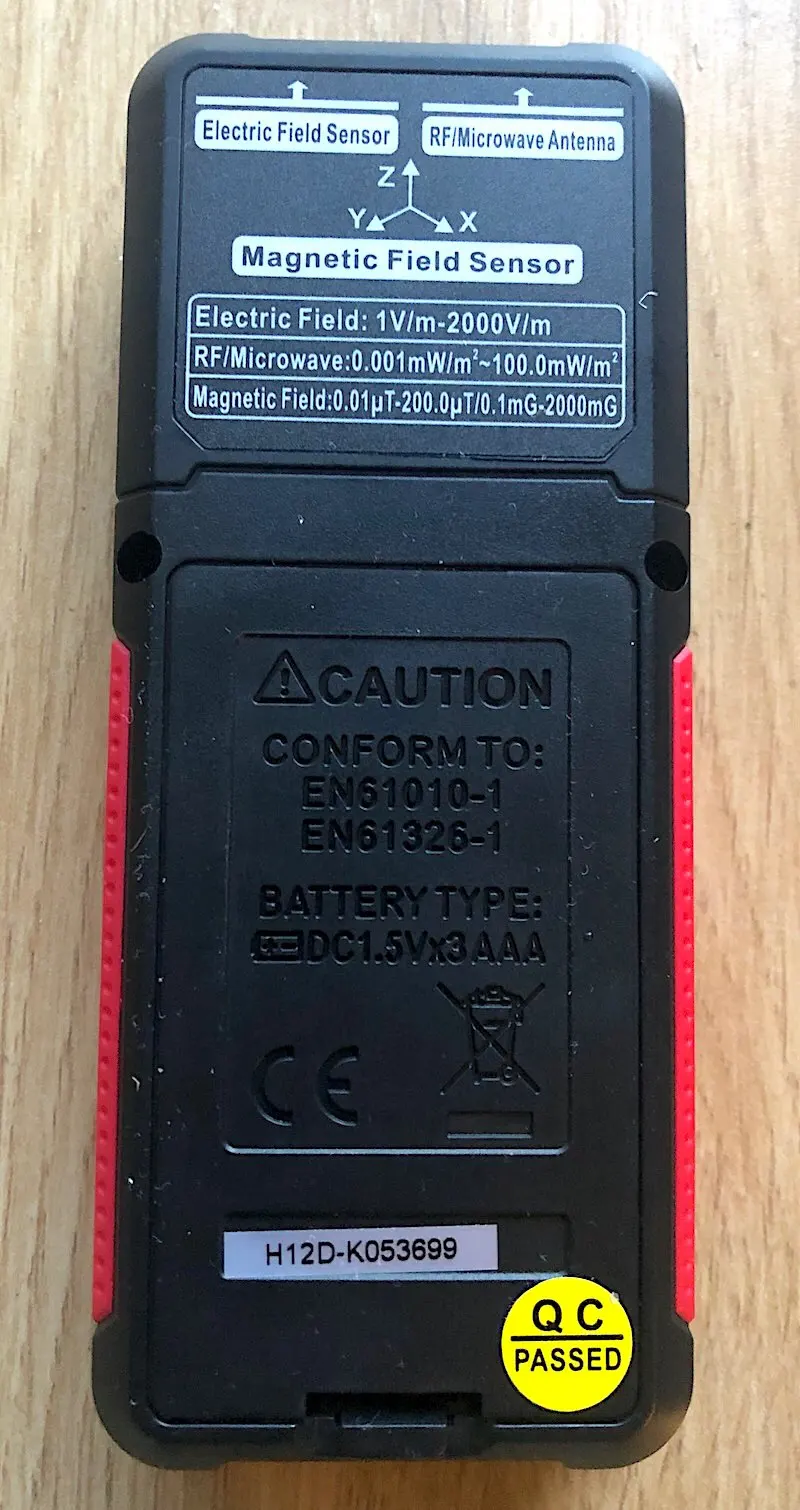 Electric Field Sensor
RF/Microwave Antenna
Z
Y X
Magnetic Field Sensor
Electric Field: 1V/m-2000V/m
RF/Microwave:0.001mW/m²~100.0mW/m²
Magnetic Field:0.01µT-200.0µT/0.1mG-2000mG
CAUTION
CONFORM TO:
EN61010-1
EN61326-1
BATTERY TYPE:
DC1.5Vx3 AAA
CE
H12D-K053699
QC
PASSED